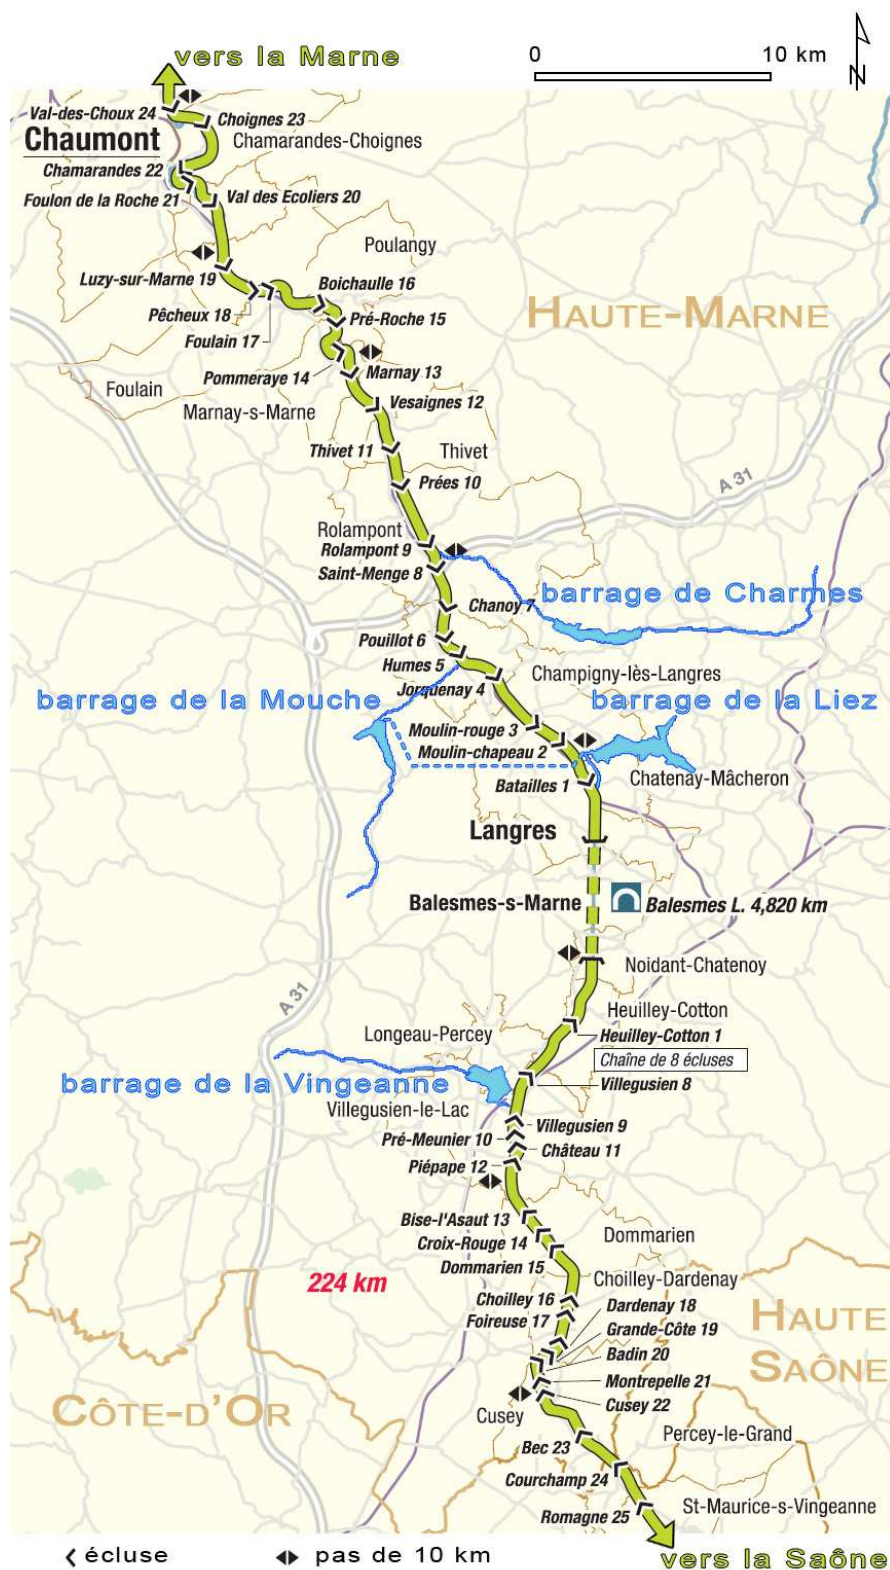 vers la Marne
0
10 km
N
Val-des-Choux 24
Choignes 23
Chaumont
Chamarandes-Choignes
Chamarandes 22
Foulon de la Roche 21
Val des Ecoliers 20
Poulangy
Luzy-sur-Marne 19
Boichaulle 16
HAUTE-MARNE
Pêcheux 18
Pré-Roche 15
Foulain 17
Pommeraye 14
Marnay 13
Foulain
Marnay-s-Marne
Vesaignes 12
Thivet 11
Thivet
Prées 10
A 31
Rolampont
Rolampont 9
Saint-Menge 8
barrage de Charmes
Chanoy 7
Pouillot 6
Humes 5
Champigny-lès-Langres
Jorquenay 4
barrage de la Mouche
barrage de la Liez
Moulin-rouge 3
Moulin-chapeau 2
Chatenay-Mâcheron
Batailles 1
Langres
Balesmes-s-Marne
Balesmes L. 4,820 km
Noidant-Chatenoy
A 31
Heuilley-Cotton
Longeau-Percey
Heuilley-Cotton 1
Chaîne de 8 écluses
barrage de la Vingeanne
Villegusien 8
Villegusien-le-Lac
Villegusien 9
Pré-Meunier 10
Château 11
Piépape 12
Bise-l'Asaut 13
Croix-Rouge 14
Dommarien
Dommarien 15
224 km
Choilley-Dardenay
Choilley 16
Dardenay 18
Foireuse 17
Grande-Côte 19
HAUTE
SAÔNE
Badin 20
Montrepelle 21
Cusey 22
CÔTE-D'OR
Cusey
Percey-le-Grand
Bec 23
Courchamp 24
St-Maurice-s-Vingeanne
Romagne 25
écluse
pas de 10 km
vers la Saône